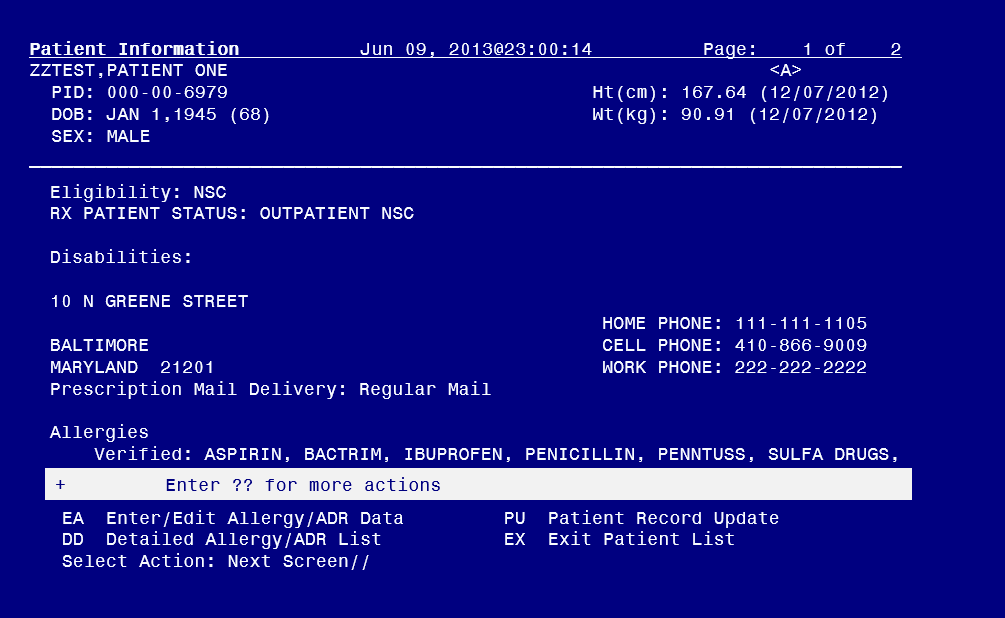 Patient Information           Jun 09, 2013@23:00:14          Page:    1 of    2
ZZTEST,PATIENT ONE                                                 <A>
  PID: 000-00-6979                                 Ht(cm): 167.64 (12/07/2012)
  DOB: JAN 1,1945 (68)                             Wt(kg): 90.91 (12/07/2012)
  SEX: MALE
Eligibility: NSC
RX PATIENT STATUS: OUTPATIENT NSC
Disabilities:
10 N GREENE STREET
HOME PHONE: 111-111-1105
BALTIMORE                                         CELL PHONE: 410-866-9009
MARYLAND  21201                                   WORK PHONE: 222-222-2222
Prescription Mail Delivery: Regular Mail
Allergies
    Verified: ASPIRIN, BACTRIM, IBUPROFEN, PENICILLIN, PENNTUSS, SULFA DRUGS,
+         Enter ?? for more actions
EA  Enter/Edit Allergy/ADR Data         PU  Patient Record Update
DD  Detailed Allergy/ADR List           EX  Exit Patient List
Select Action: Next Screen//